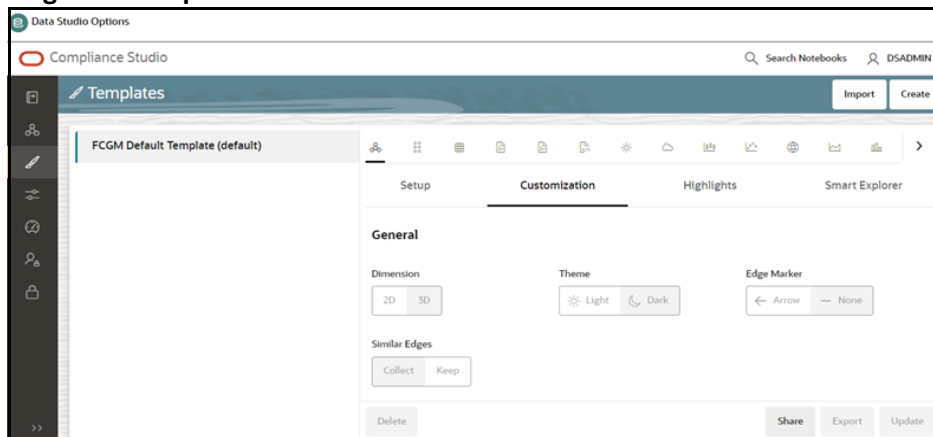 Data Studio Options
Compliance Studio
Search Notebooks
DSADMIN
Templates
Import
Create
FCGM Default Template (default)
Setup
Customization
Highlights
Smart Explorer
General
Dimension
Theme
Edge Marker
2D
3D
Light
Dark
Arrow
None
Similar Edges
Collect
Keep
Delete
Share
Export
Update